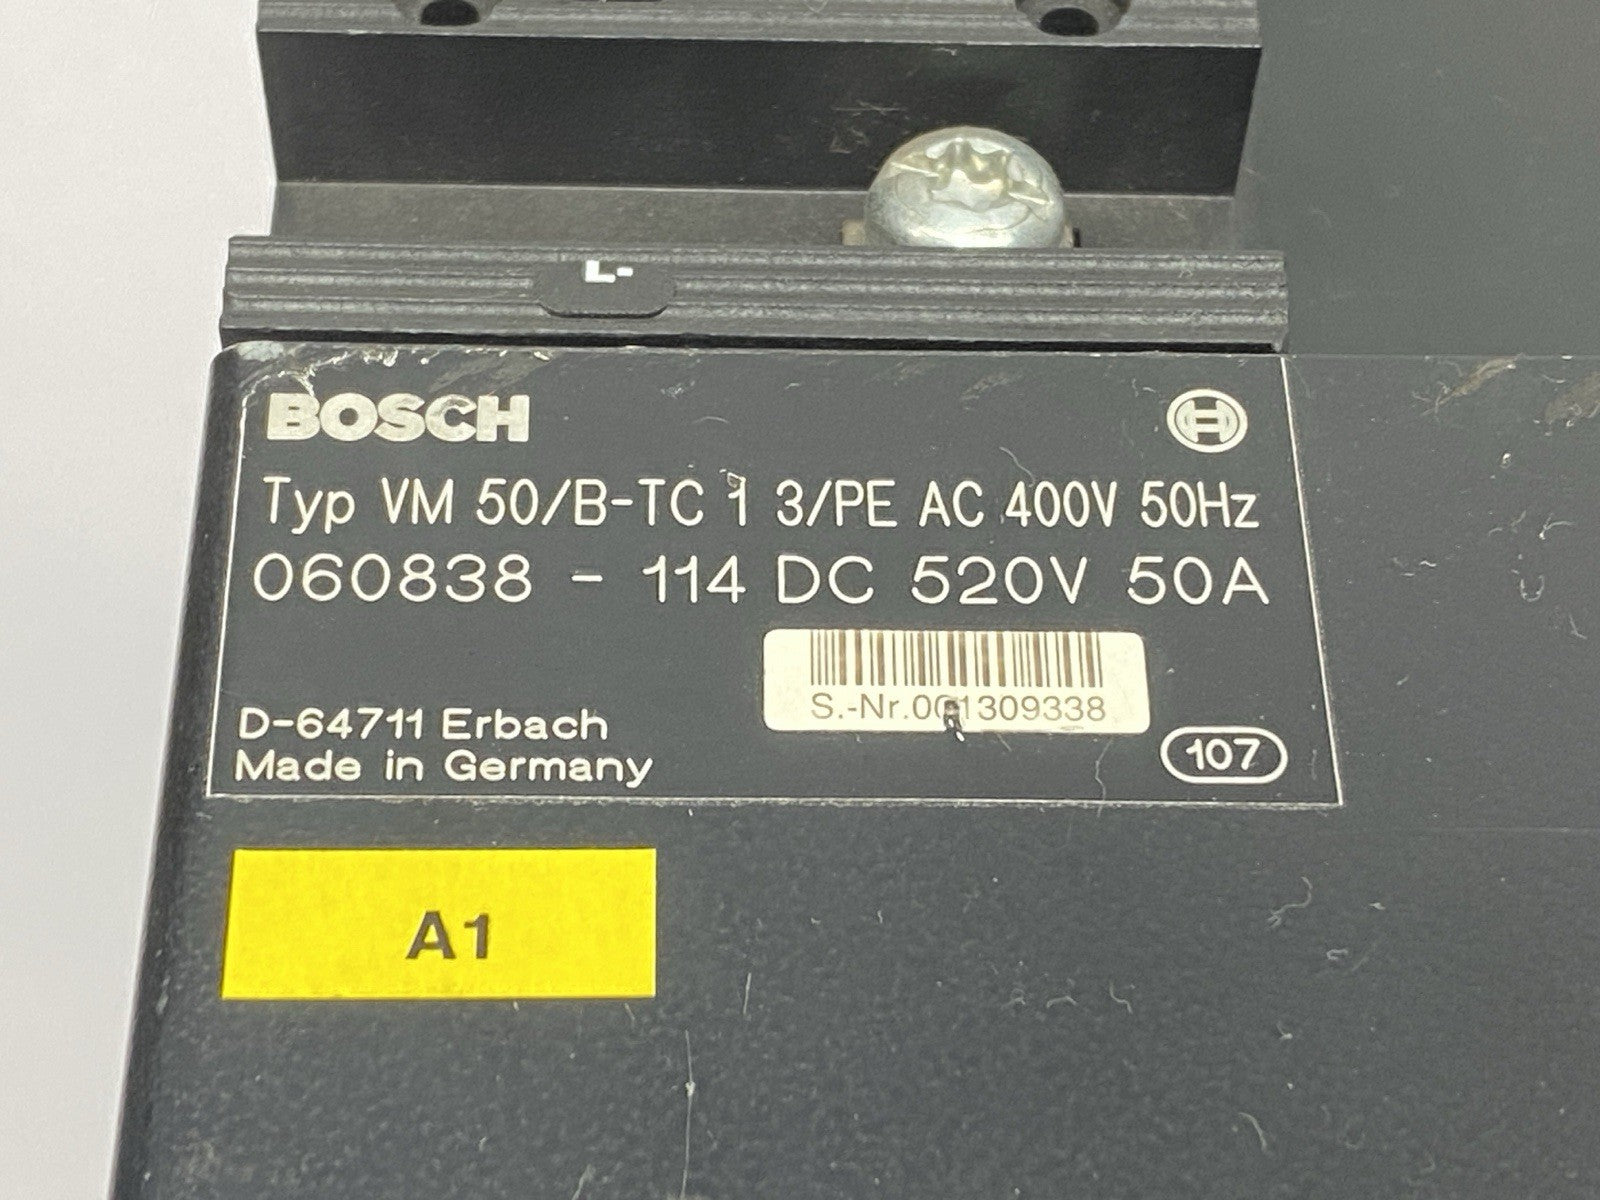 L-
BOSCH
Typ VM 50/B-TC 1 3/PE AC 400V 50Hz
060838 - 114 DC 520V 50A
S.-Nr.001309338
D-64711 Erbach
Made in Germany
107
A1